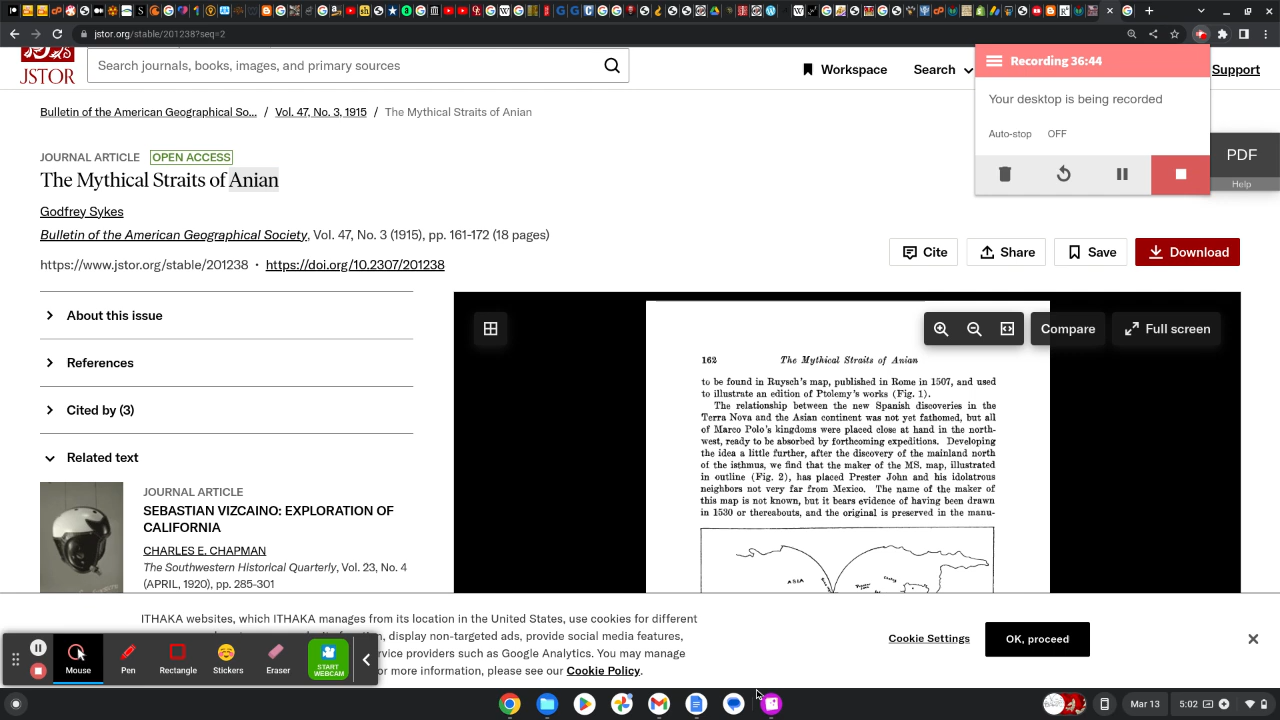 jstor.org/stable/201238?seq=2
JSTOR
Search journals, books, images, and primary sources
Workspace
Search
Support
Recording 36:44
Your desktop is being recorded
Auto-stop OFF
PDF
Help
Bulletin of the American Geographical So... / Vol. 47, No. 3, 1915 / The Mythical Straits of Anian
JOURNAL ARTICLE OPEN ACCESS
The Mythical Straits of Anian
Godfrey Sykes
Bulletin of the American Geographical Society, Vol. 47, No. 3 (1915), pp. 161-172 (18 pages)
https://www.jstor.org/stable/201238 • https://doi.org/10.2307/201238
Cite
Share
Save
Download
About this issue
References
Cited by (3)
Related text
JOURNAL ARTICLE
SEBASTIAN VIZCAINO: EXPLORATION OF
CALIFORNIA
CHARLES E. CHAPMAN
The Southwestern Historical Quarterly, Vol. 23, No. 4
(APRIL, 1920), pp. 285-301
Compare
Full screen
162 The Mythical Straits of Anian
to be found in Ruysch's map, published in Rome in 1507, and used
to illustrate an edition of Ptolemy's works (Fig. 1).
The relationship between the new Spanish discoveries in the
Terra Nova and the Asian continent was not yet fathomed, but all
of Marco Polo's kingdoms were placed close at hand in the north-
west, ready to be absorbed by forthcoming expeditions. Developing
the idea a little further, after the discovery of the mainland north
of the isthmus, we find that the maker of the MS. map, illustrated
in outline (Fig. 2), has placed Prester John and his idolatrous
neighbors not very far from Mexico. The name of the maker of
this map is not known, but it bears evidence of having been drawn
in 1530 or thereabouts, and the original is preserved in the manu-
ASIA
ITHAKA websites, which ITHAKA manages from its location in the United States, use cookies for different
, display non-targeted ads, provide social media features,
rvice providers such as Google Analytics. You may manage
or more information, please see our Cookie Policy.
Cookie Settings
OK, proceed
Mouse
Pen
Rectangle
Stickers
Eraser
START
WEBCAM
Mar 13
5:02